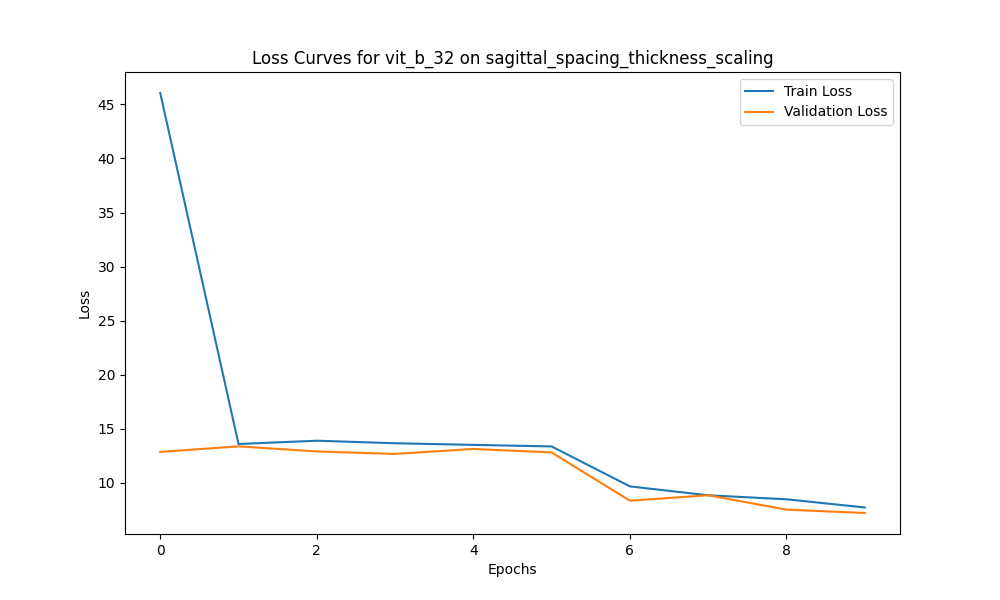 Loss Curves for vit_b_32 on sagittal_spacing_thickness_scaling
Train Loss
Validation Loss
45
40
35
30
25
20
15
10
Loss
0
2
4
6
8
Epochs